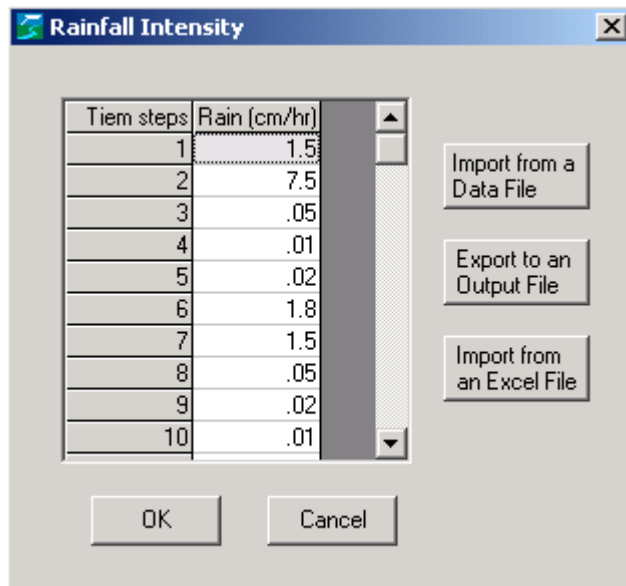 Rainfall Intensity
Tiem steps Rain (cm/hr)
1 1.5
2 7.5
3 .05
4 .01
5 .02
6 1.8
7 1.5
8 .05
9 .02
10 .01
Import from a
Data File
Export to an
Output File
Import from
an Excel File
OK Cancel